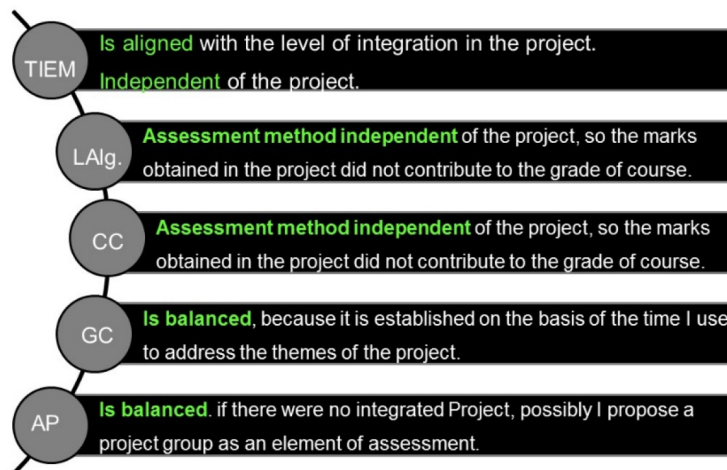 TIEM
Is aligned with the level of integration in the project.
Independent of the project.
LAlg.
Assessment method independent of the project, so the marks
obtained in the project did not contribute to the grade of course.
CC
Assessment method independent of the project, so the marks
obtained in the project did not contribute to the grade of course.
GC
Is balanced, because it is established on the basis of the time I use
to address the themes of the project.
AP
Is balanced. if there were no integrated Project, possibly I propose a
project group as an element of assessment.